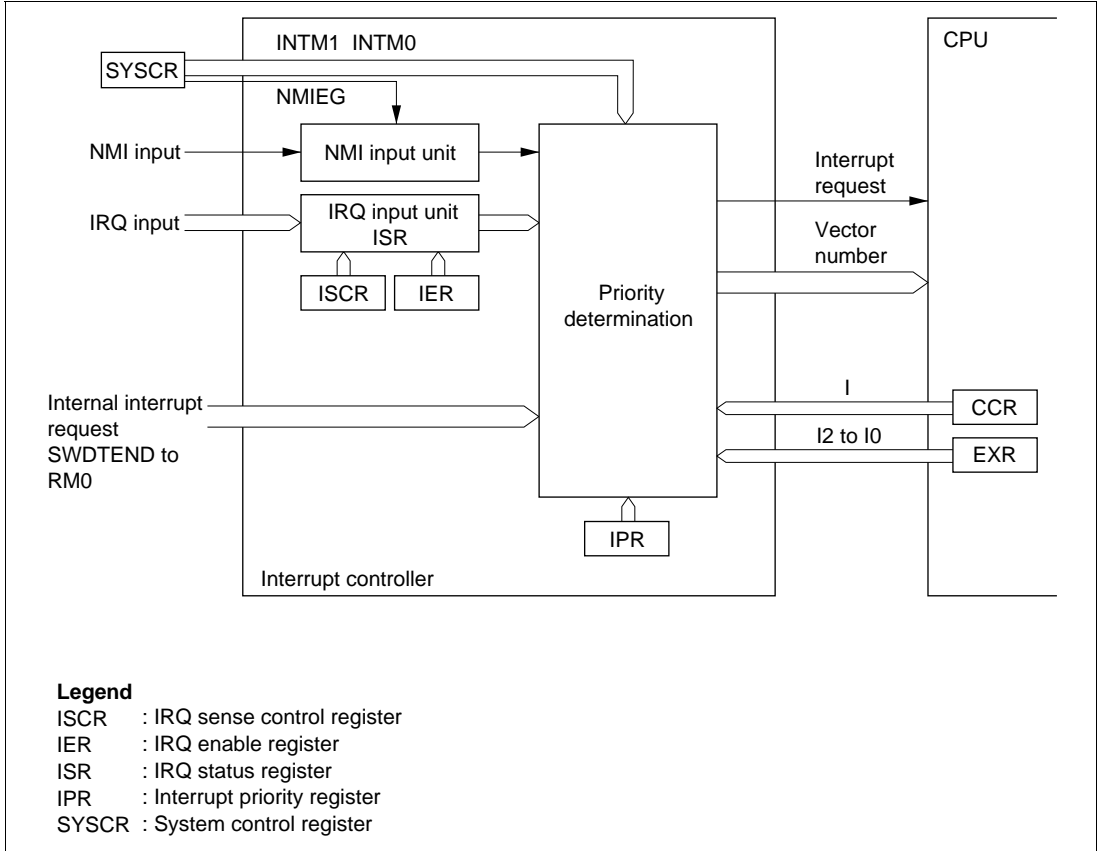 INTM1 INTM0
CPU
SYSCR
NMIEG
NMI input
NMI input unit
Interrupt
request
IRQ input
IRQ input unit
ISR
Vector
number
ISCR
IER
Priority
determination
Internal interrupt
request
SWDTEND to
RM0
I
CCR
I2 to I0
EXR
IPR
Interrupt controller
Legend
ISCR : IRQ sense control register
IER : IRQ enable register
ISR : IRQ status register
IPR : Interrupt priority register
SYSCR : System control register